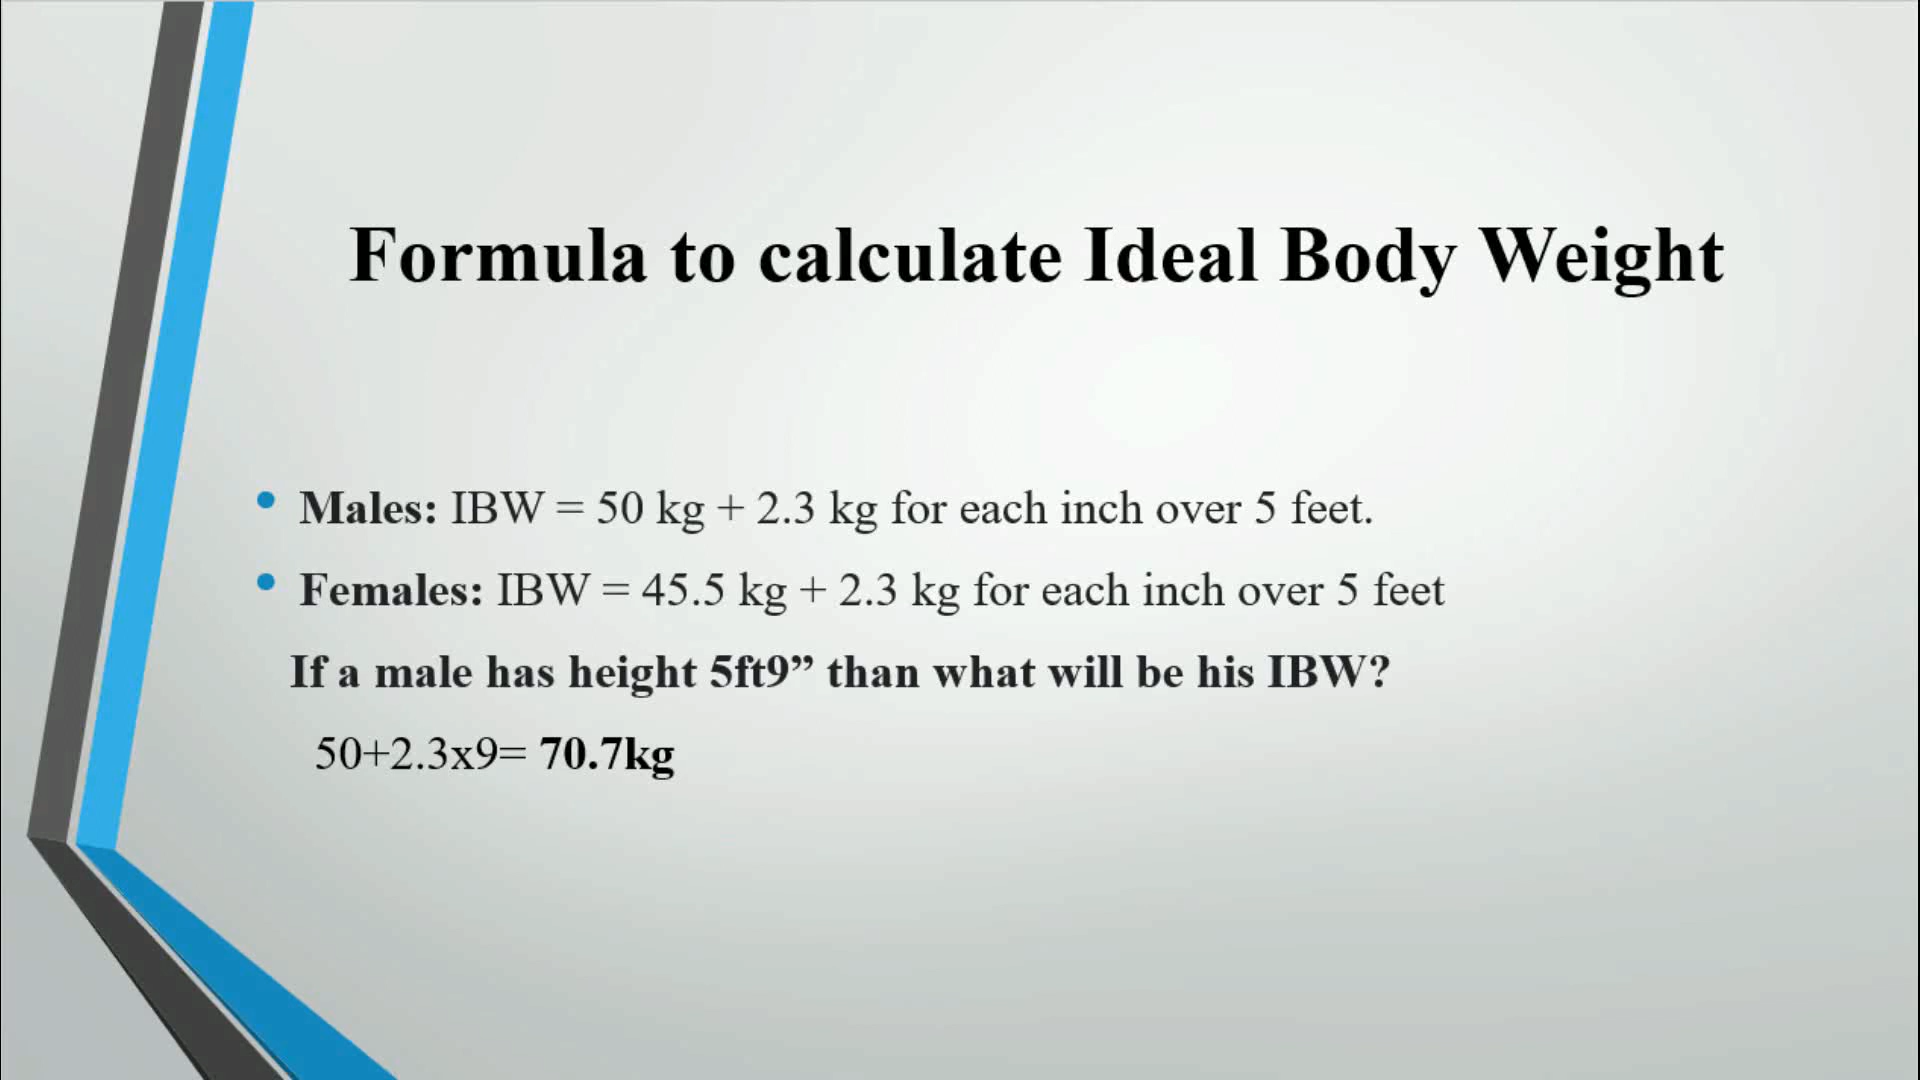 Formula to calculate Ideal Body Weight
• Males: IBW = 50 kg + 2.3 kg for each inch over 5 feet.
• Females: IBW = 45.5 kg + 2.3 kg for each inch over 5 feet
If a male has height 5ft9” than what will be his IBW?
50+2.3x9= 70.7kg